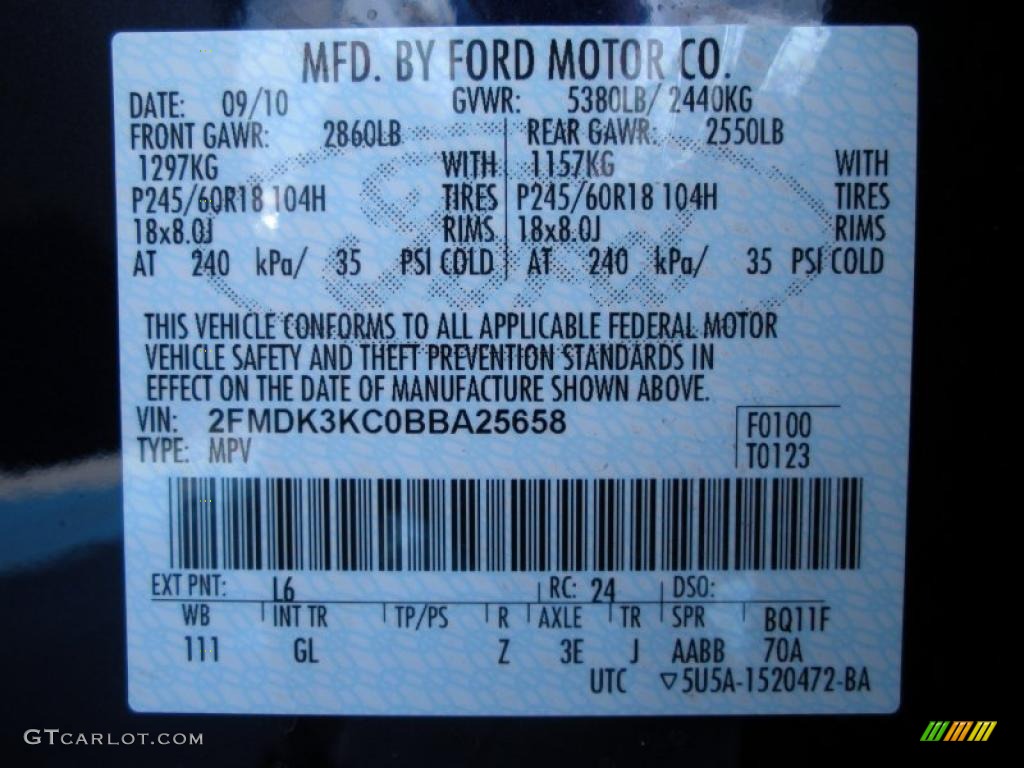 MFD. BY FORD MOTOR CO.
DATE: 09/10 GVWR: 5380LB/ 2440KG
FRONT GAWR: 2860LB REAR GAWR: 2550LB
1297KG WITH 1157KG WITH
P245/60R18 104H TIRES P245/60R18 104H TIRES
18x8.0J RIMS 18x8.0J RIMS
AT 240 kPa/ 35 PSI COLD AT 240 kPa/ 35 PSI COLD
THIS VEHICLE CONFORMS TO ALL APPLICABLE FEDERAL MOTOR
VEHICLE SAFETY AND THEFT PREVENTION STANDARDS IN
EFFECT ON THE DATE OF MANUFACTURE SHOWN ABOVE.
VIN: 2FMDK3KC0BBA25658 F0100
TYPE: MPV T0123
EXT PNT: L6 RC: 24 DSO:
WB INT TR TP/PS R AXLE TR SPR BQ11F
111 GL Z 3E J AABB 70A
UTC ▽5U5A-1520472-BA
GTCARLOT.COM